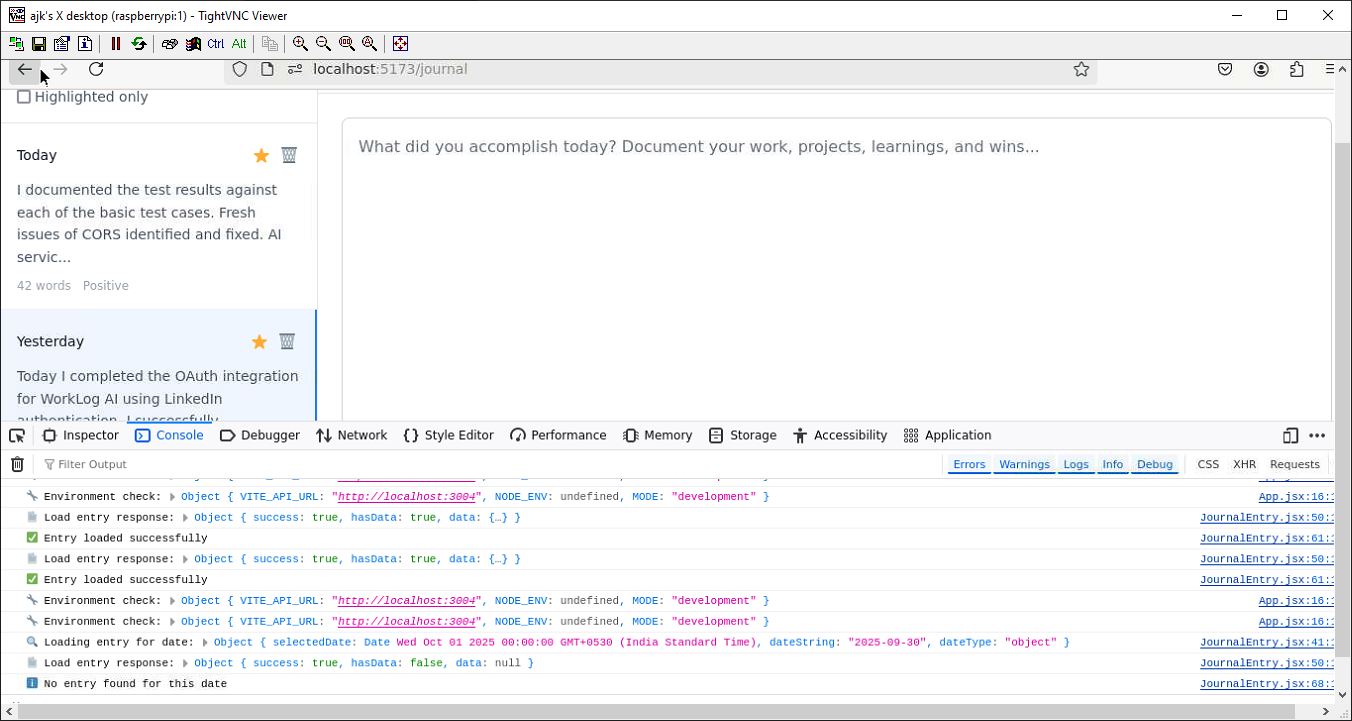 ajk's X desktop (raspberrypi:1) - TightVNC Viewer
Ctrl Alt
localhost:5173/journal
Highlighted only
Today
I documented the test results against
each of the basic test cases. Fresh
issues of CORS identified and fixed. AI
servic...
42 words Positive
Yesterday
Today I completed the OAuth integration
for WorkLog AI using LinkedIn
authentication. I successfully
What did you accomplish today? Document your work, projects, learnings, and wins...
Inspector Console Debugger Network Style Editor Performance Memory Storage Accessibility Application
Filter Output Errors Warnings Logs Info Debug CSS XHR Requests
Environment check: Object { VITE_API_URL: "http://localhost:3004", NODE_ENV: undefined, MODE: "development" } App.jsx:16:1
Load entry response: Object { success: true, hasData: true, data: {…} } JournalEntry.jsx:50:1
Entry loaded successfully JournalEntry.jsx:61:1
Load entry response: Object { success: true, hasData: true, data: {…} } JournalEntry.jsx:50:1
Entry loaded successfully JournalEntry.jsx:61:1
Environment check: Object { VITE_API_URL: "http://localhost:3004", NODE_ENV: undefined, MODE: "development" } App.jsx:16:1
Environment check: Object { VITE_API_URL: "http://localhost:3004", NODE_ENV: undefined, MODE: "development" } App.jsx:16:1
Loading entry for date: Object { selectedDate: Date Wed Oct 01 2025 00:00:00 GMT+0530 (India Standard Time), dateString: "2025-09-30", dateType: "object" } JournalEntry.jsx:41:1
Load entry response: Object { success: true, hasData: false, data: null } JournalEntry.jsx:50:1
No entry found for this date JournalEntry.jsx:68:1